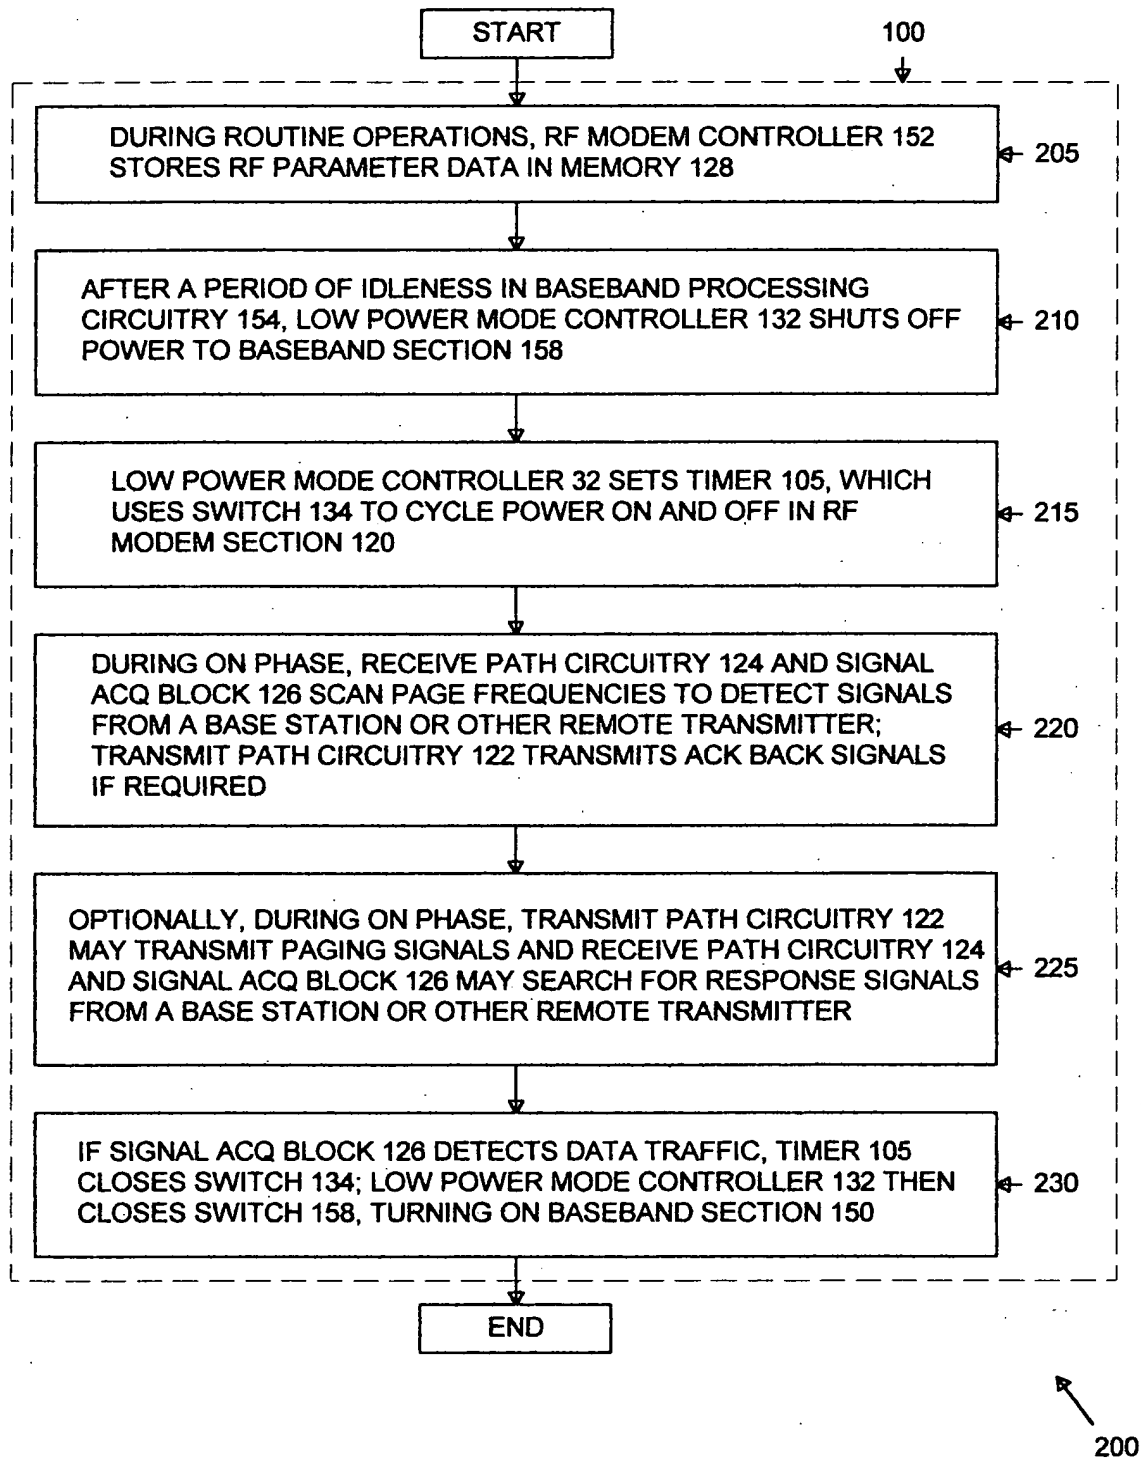 START
100
DURING ROUTINE OPERATIONS, RF MODEM CONTROLLER 152
STORES RF PARAMETER DATA IN MEMORY 128
205
AFTER A PERIOD OF IDLENESS IN BASEBAND PROCESSING
CIRCUITRY 154, LOW POWER MODE CONTROLLER 132 SHUTS OFF
POWER TO BASEBAND SECTION 158
210
LOW POWER MODE CONTROLLER 32 SETS TIMER 105, WHICH
USES SWITCH 134 TO CYCLE POWER ON AND OFF IN RF
MODEM SECTION 120
215
DURING ON PHASE, RECEIVE PATH CIRCUITRY 124 AND SIGNAL
ACQ BLOCK 126 SCAN PAGE FREQUENCIES TO DETECT SIGNALS
FROM A BASE STATION OR OTHER REMOTE TRANSMITTER;
TRANSMIT PATH CIRCUITRY 122 TRANSMITS ACK BACK SIGNALS
IF REQUIRED
220
OPTIONALLY, DURING ON PHASE, TRANSMIT PATH CIRCUITRY 122
MAY TRANSMIT PAGING SIGNALS AND RECEIVE PATH CIRCUITRY 124
AND SIGNAL ACQ BLOCK 126 MAY SEARCH FOR RESPONSE SIGNALS
FROM A BASE STATION OR OTHER REMOTE TRANSMITTER
225
IF SIGNAL ACQ BLOCK 126 DETECTS DATA TRAFFIC, TIMER 105
CLOSES SWITCH 134; LOW POWER MODE CONTROLLER 132 THEN
CLOSES SWITCH 158, TURNING ON BASEBAND SECTION 150
230
END
200